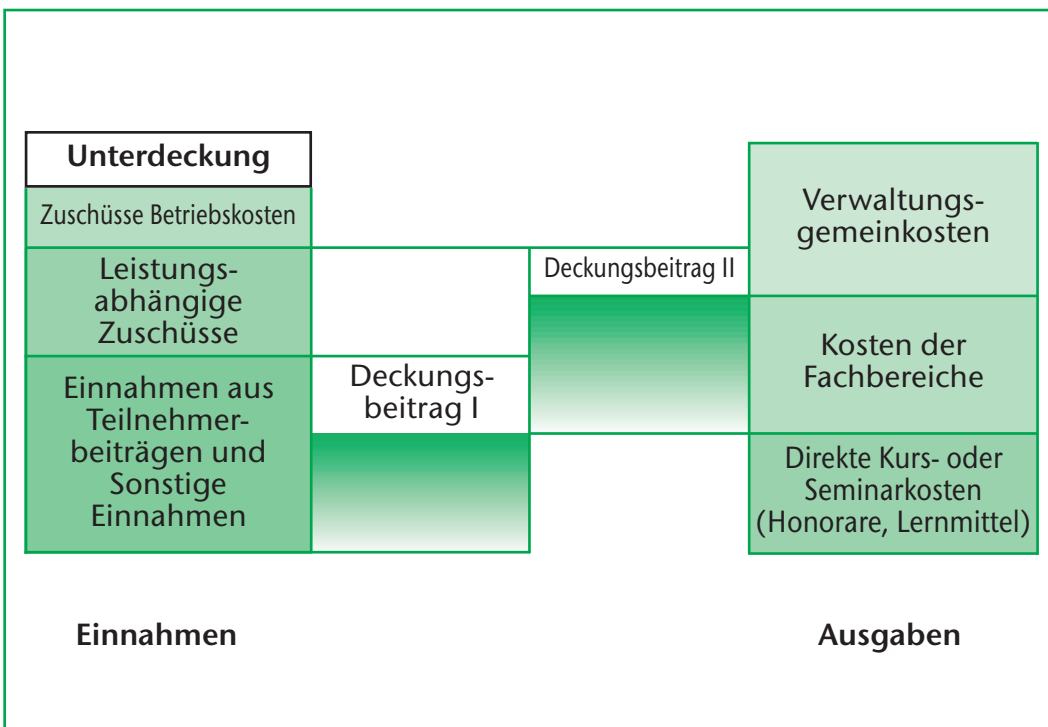 Unterdeckung
Zuschüsse Betriebskosten
Leistungs-
abhängige
Zuschüsse
Einnahmen aus
Teilnehmer-
beiträgen und
Sonstige
Einnahmen
Deckungs-
beitrag I
Deckungsbeitrag II
Verwaltungs-
gemeinkosten
Kosten der
Fachbereiche
Direkte Kurs- oder
Seminarkosten
(Honorare, Lernmittel)
Einnahmen
Ausgaben